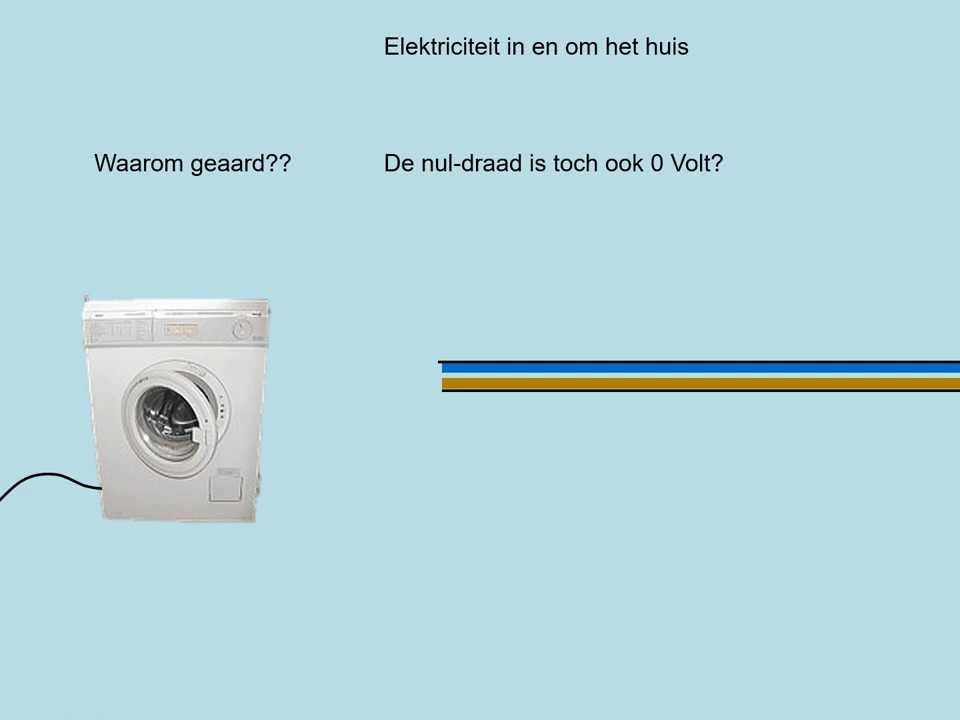 Elektriciteit in en om het huis
Waarom geaard??
De nul-draad is toch ook 0 Volt?